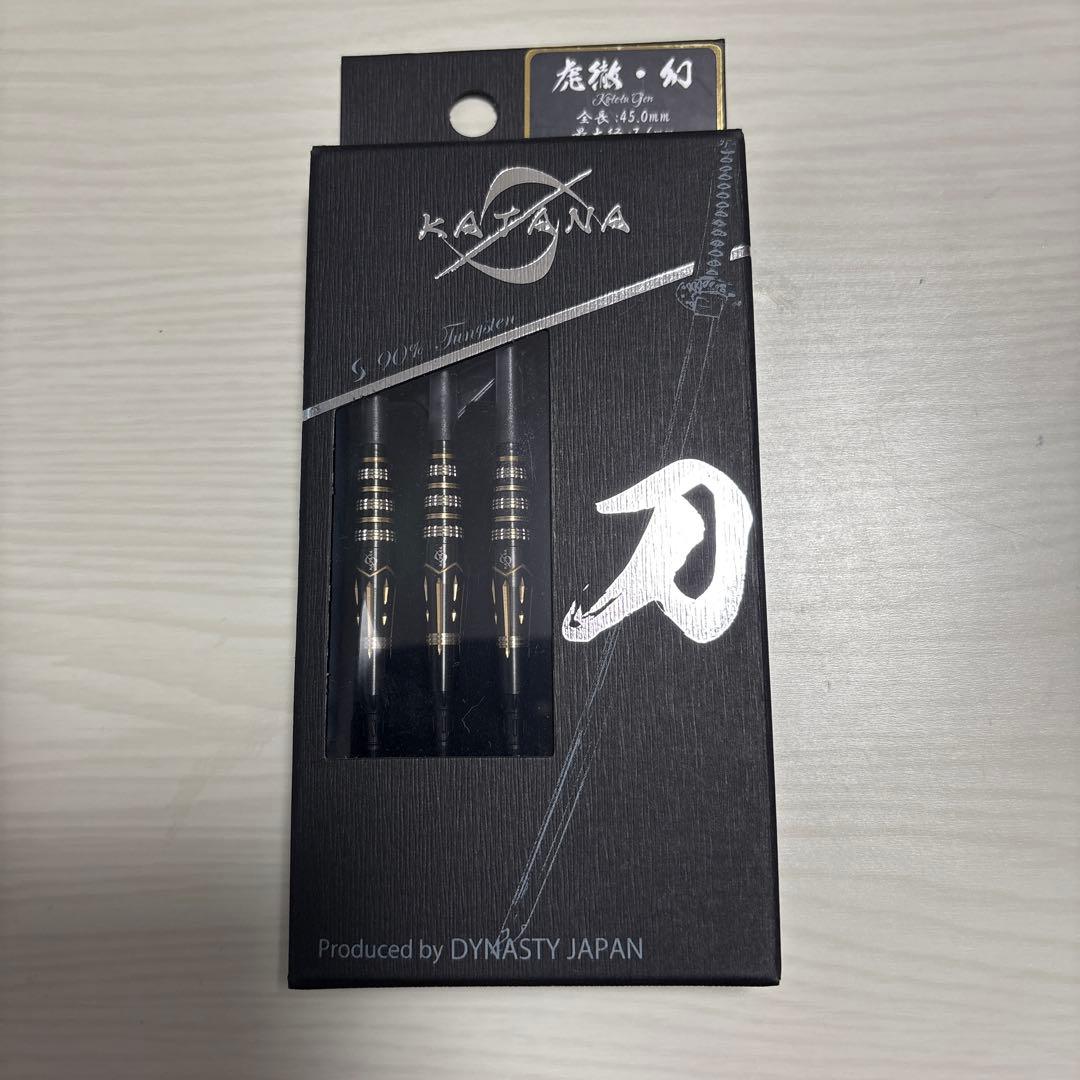 虎徹・幻
Kotetu Gen
全長:45.0mm
KATANA
90% Tungsten
刀
Produced by DYNASTY JAPAN